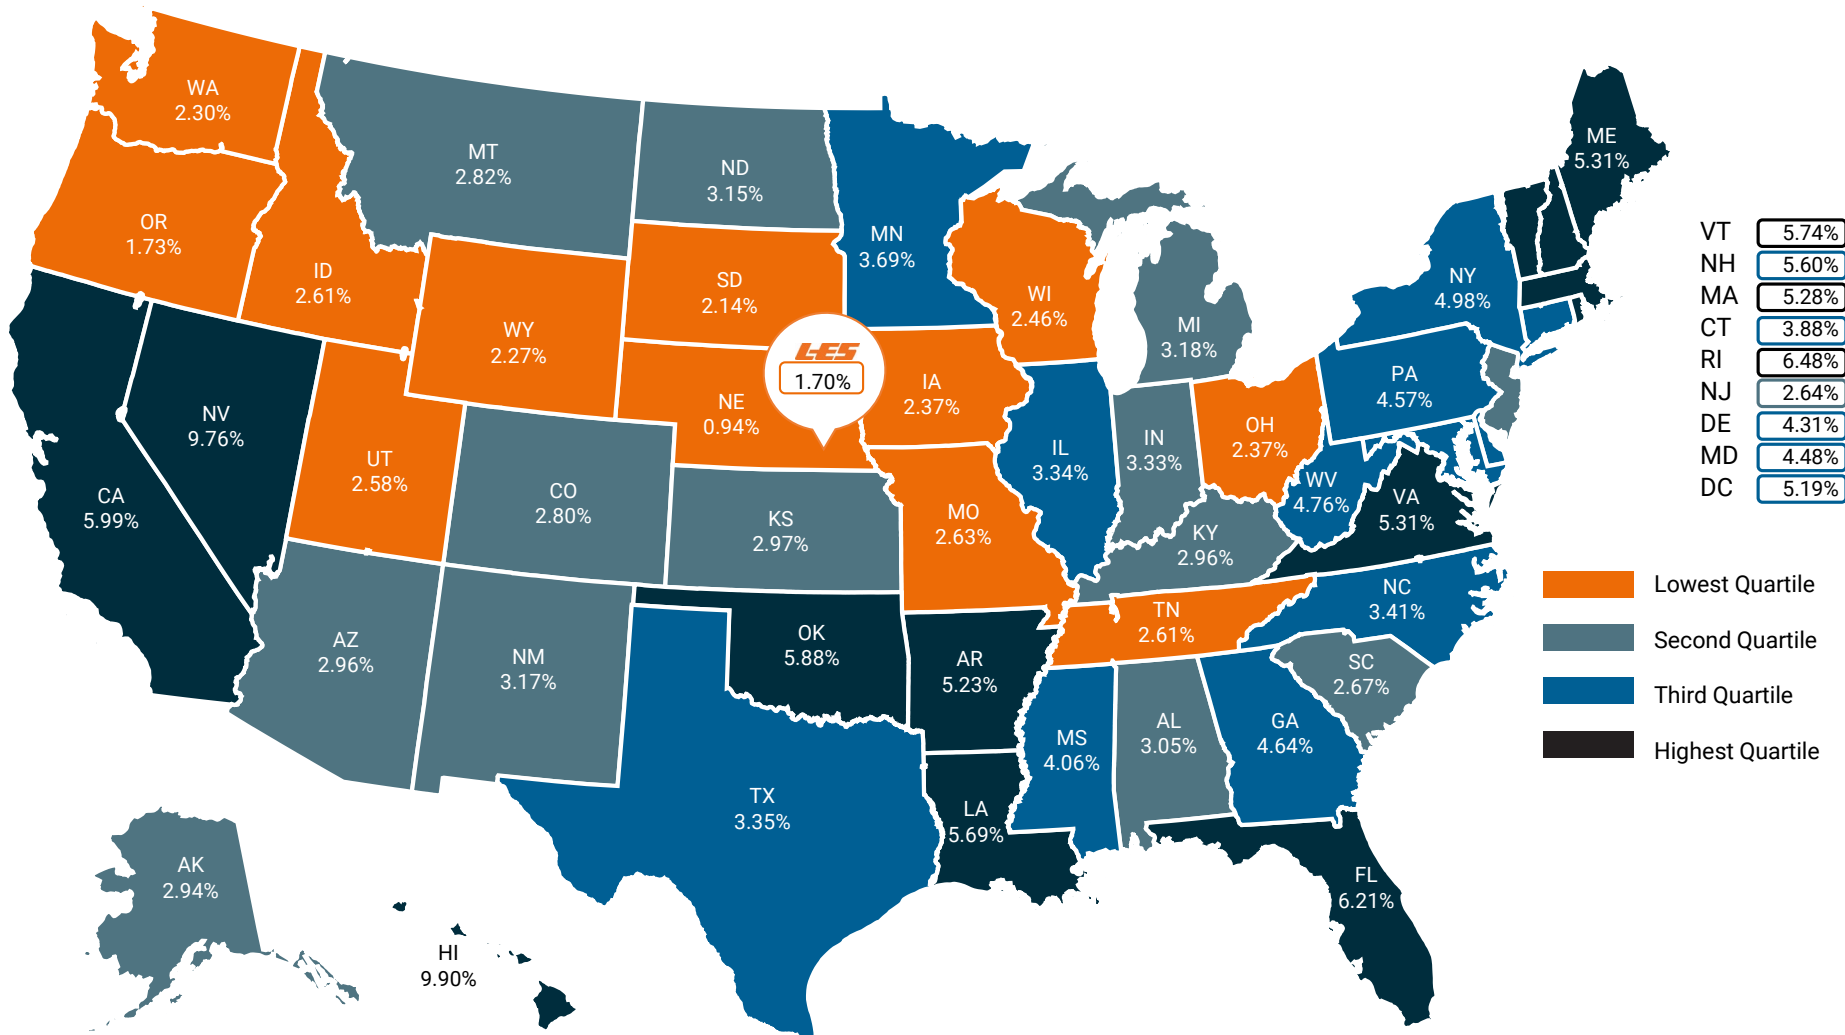 WA
2.30%
OR
1.73%
ID
2.61%
MT
2.82%
ND
3.15%
MN
3.69%
SD
2.14%
WY
2.27%
NE
0.94%
LES
1.70%
IA
2.37%
WI
2.46%
MI
3.18%
NY
4.98%
ME
5.31%
VT 5.74%
NH 5.60%
MA 5.28%
CT 3.88%
RI 6.48%
NJ 2.64%
DE 4.31%
MD 4.48%
DC 5.19%
CA
5.99%
NV
9.76%
UT
2.58%
CO
2.80%
KS
2.97%
MO
2.63%
IL
3.34%
IN
3.33%
OH
2.37%
PA
4.57%
WV
4.76%
VA
5.31%
KY
2.96%
TN
2.61%
NC
3.41%
SC
2.67%
AZ
2.96%
NM
3.17%
OK
5.88%
AR
5.23%
TX
3.35%
LA
5.69%
MS
4.06%
AL
3.05%
GA
4.64%
FL
6.21%
AK
2.94%
HI
9.90%
Lowest Quartile
Second Quartile
Third Quartile
Highest Quartile